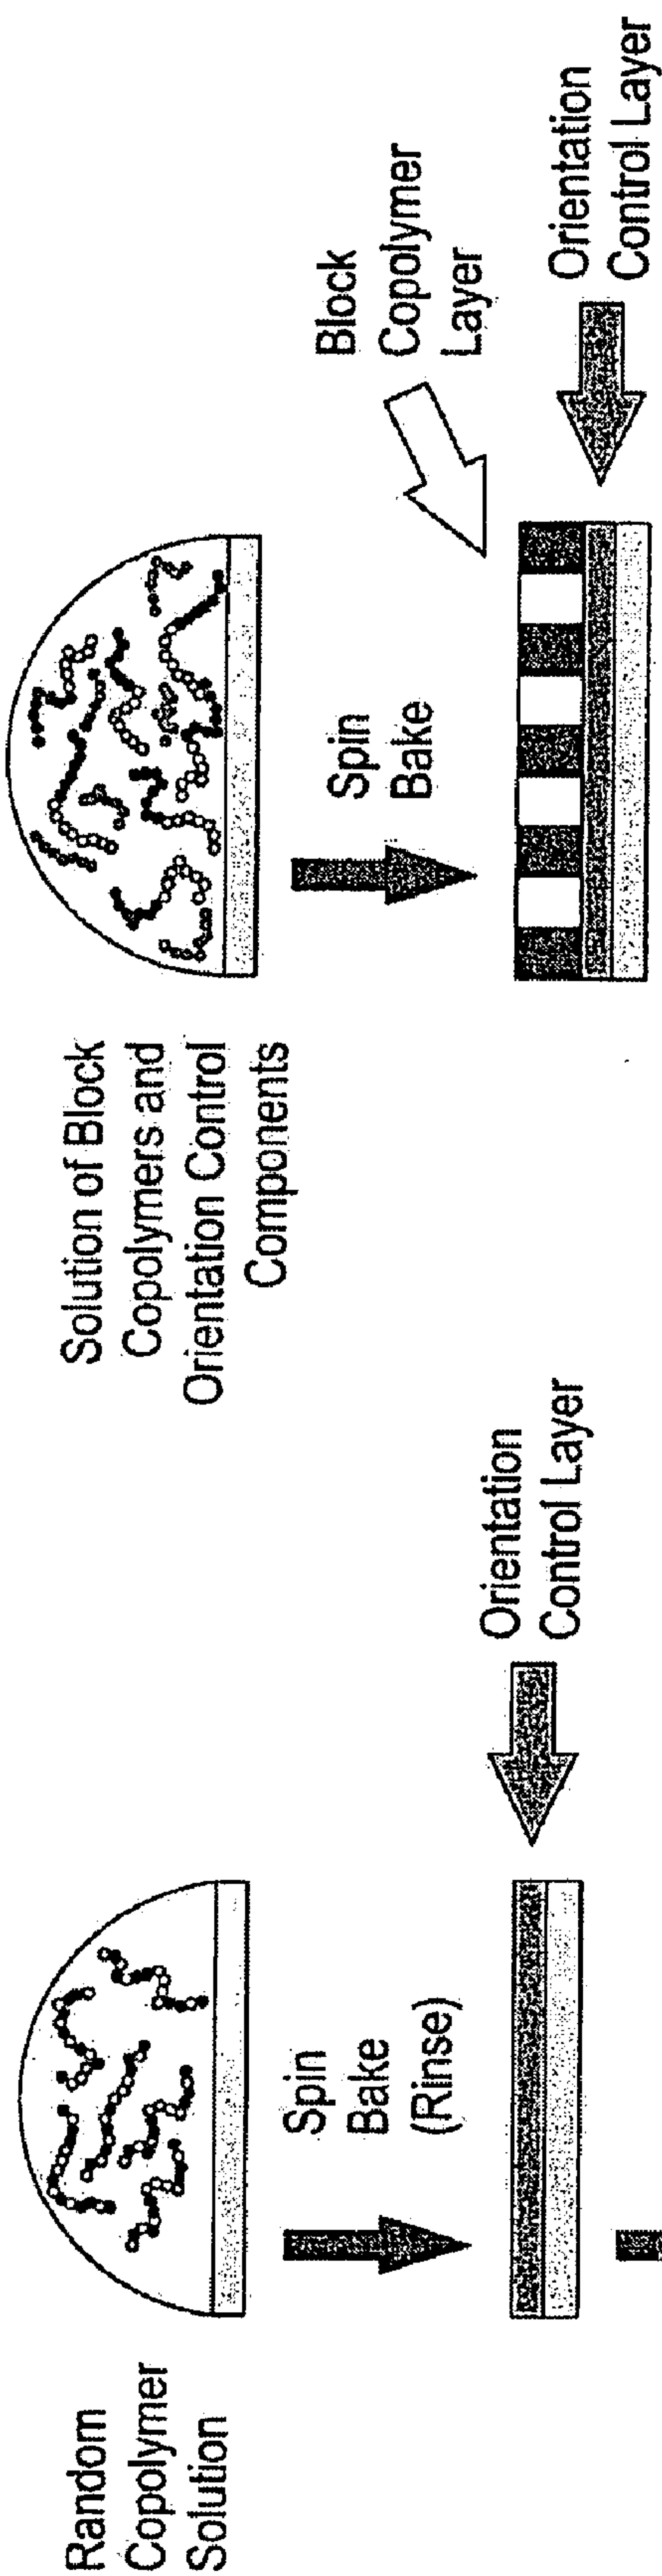 Random
Copolymer
Solution
Spin
Bake
(Rinse)
Orientation
Control Layer
Solution of Block
Copolymers and
Orientation Control
Components
Spin
Bake
Block
Copolymer
Layer
Orientation
Control Layer